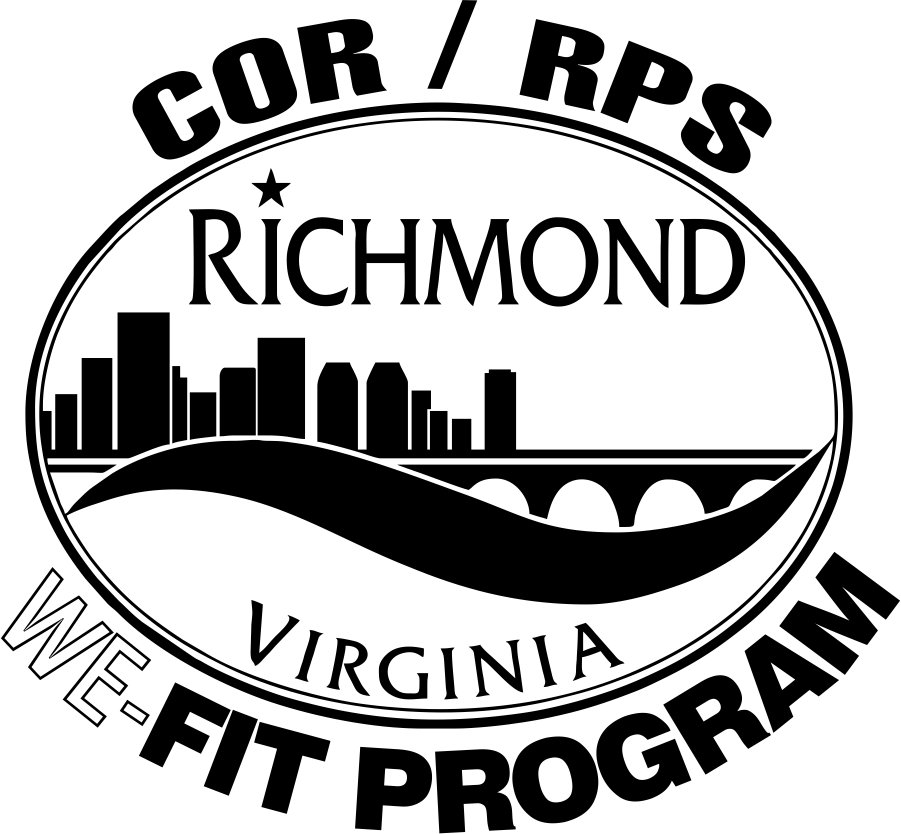 COR / RPS
RICHMOND
VIRGINIA
WE-FIT PROGRAM